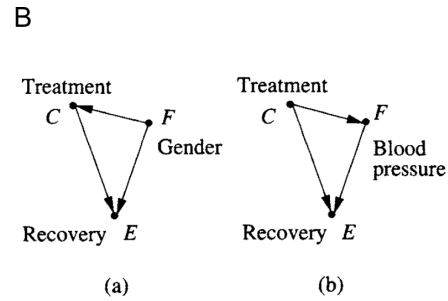 B
Treatment
C
F
Gender
Recovery E
(a)
Treatment
C
F
Blood
pressure
Recovery E
(b)